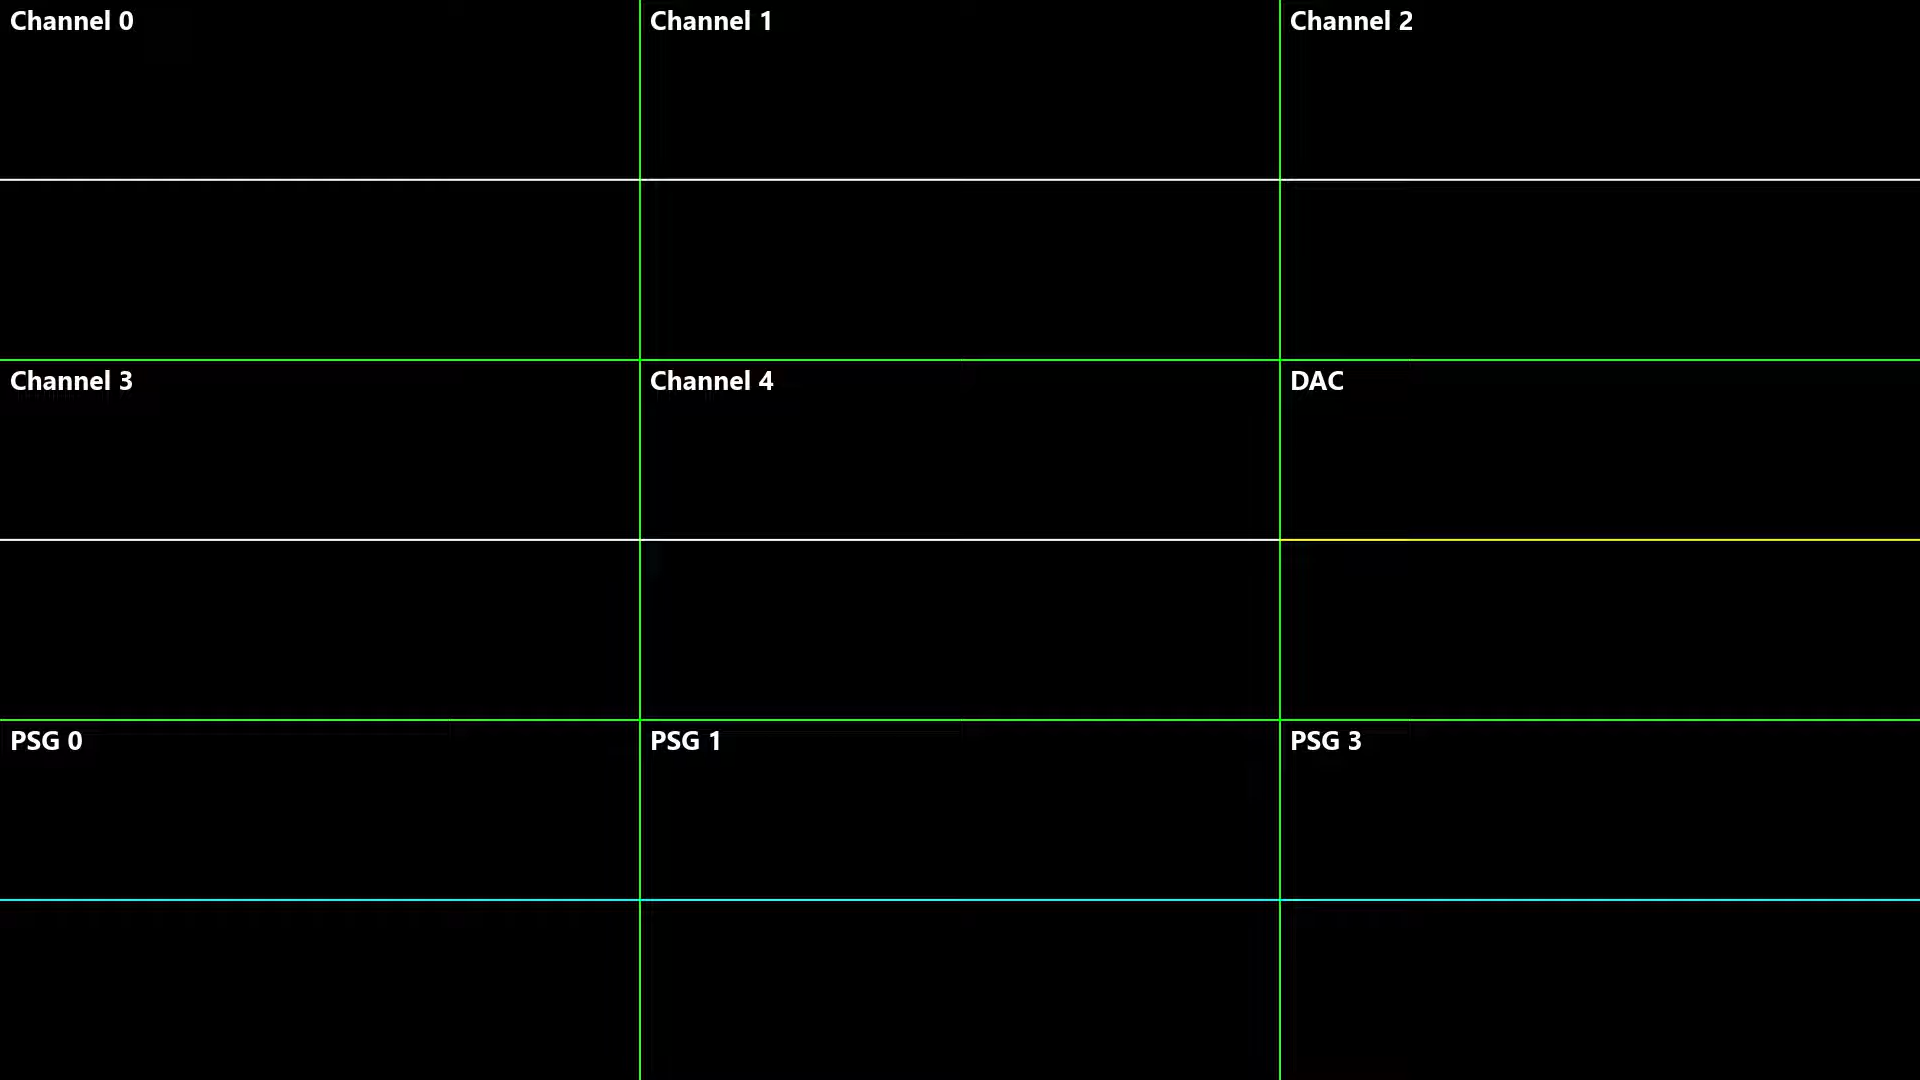 Channel 0
Channel 1
Channel 2
Channel 3
Channel 4
DAC
PSG 0
PSG 1
PSG 3